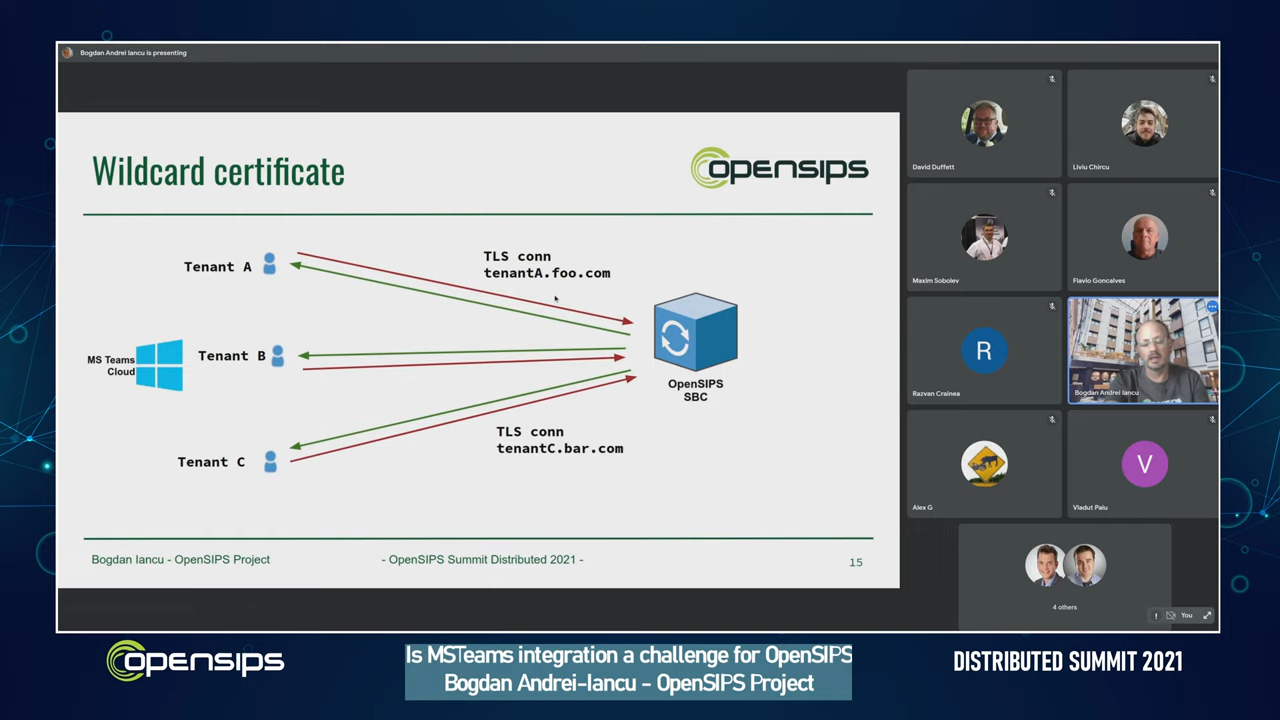 Bogdan Andrei Iancu is presenting
Wildcard certificate
OPENSIPS
Tenant A
TLS conn
tenantA.foo.com
MS Teams
Cloud
Tenant B
OpenSIPS
SBC
TLS conn
tenantC.bar.com
Tenant C
Bogdan Iancu - OpenSIPS Project
- OpenSIPS Summit Distributed 2021 -
15
David Duffett
Liviu Chircu
Maxim Sobolev
Flavio Goncalves
R
Razvan Crainea
Bogdan Andrei Iancu
Alex G
V
Vladut Palu
4 others
You
OPENSIPS
Is MSTeams integration a challenge for OpenSIPS
Bogdan Andrei-Iancu - OpenSIPS Project
DISTRIBUTED SUMMIT 2021